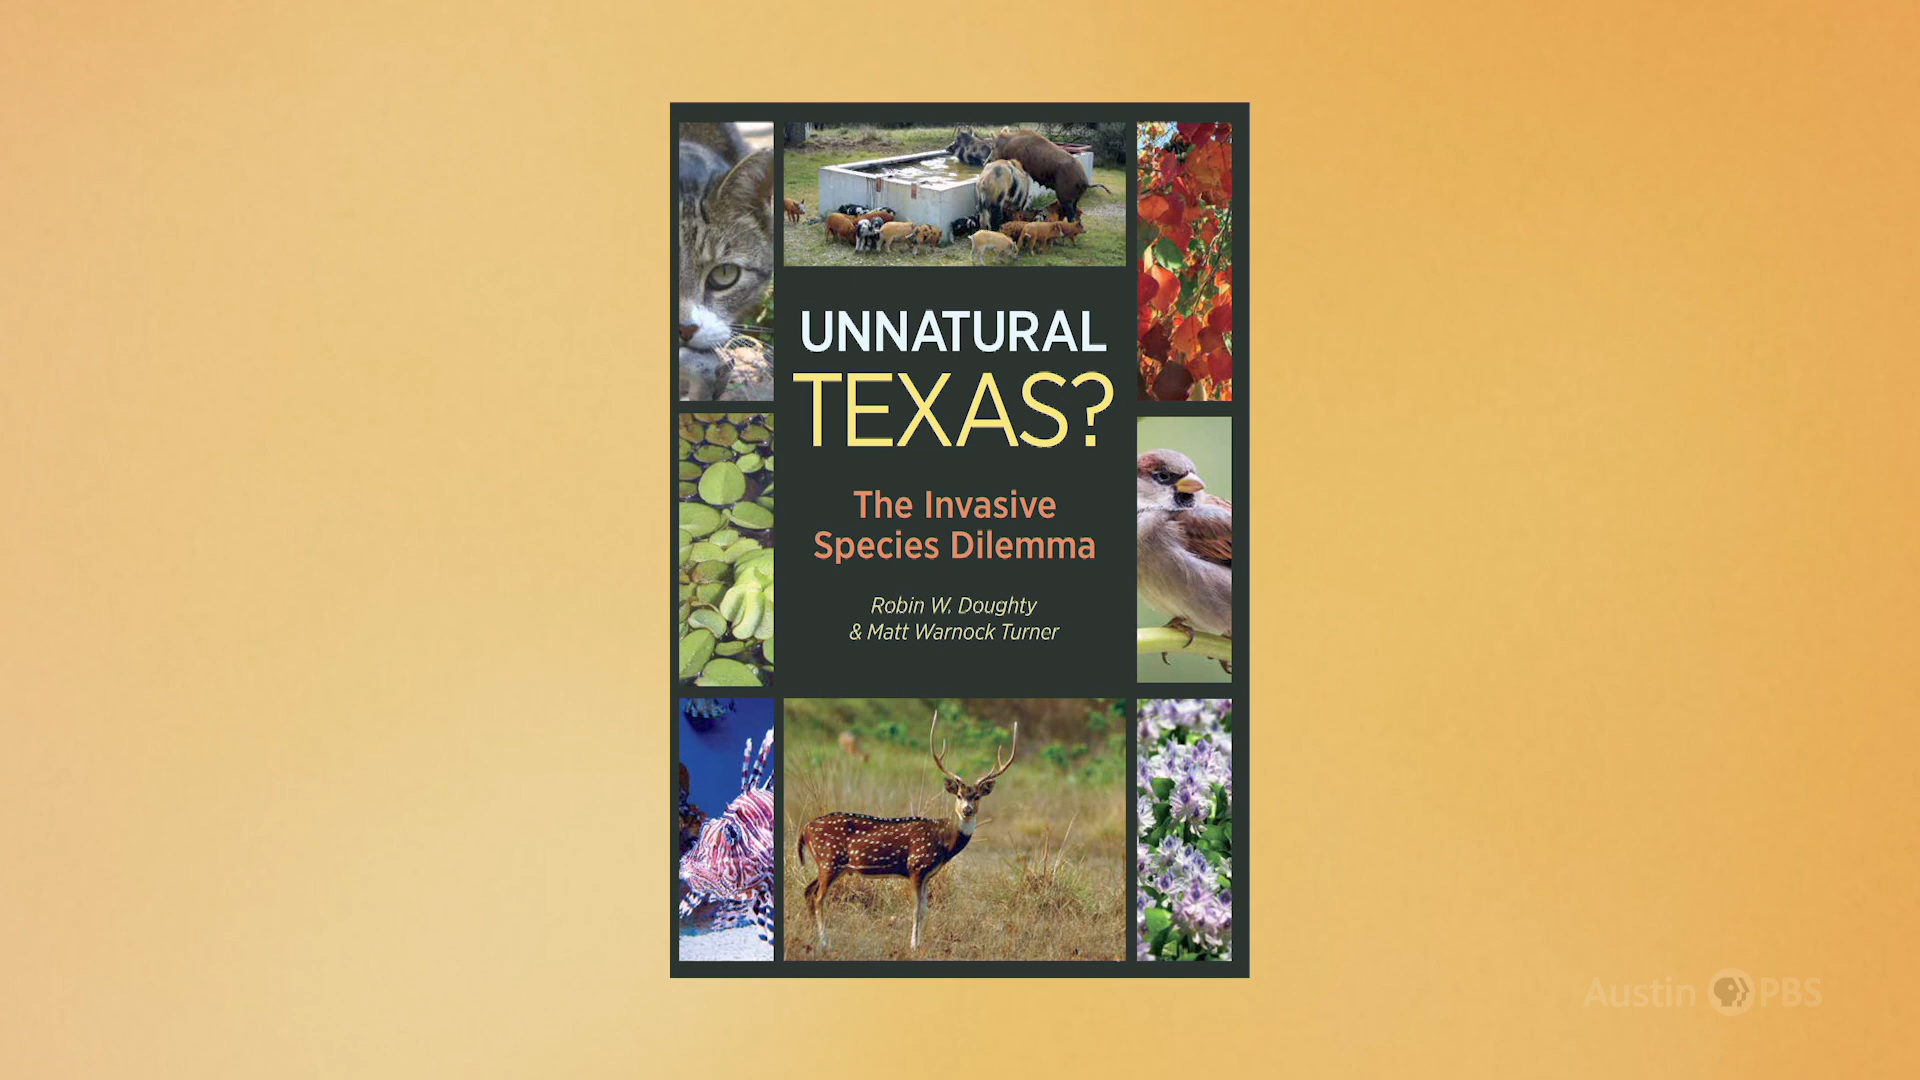 UNNATURAL
TEXAS?
The Invasive
Species Dilemma
Robin W. Doughty
& Matt Warnock Turner
Austin PBS